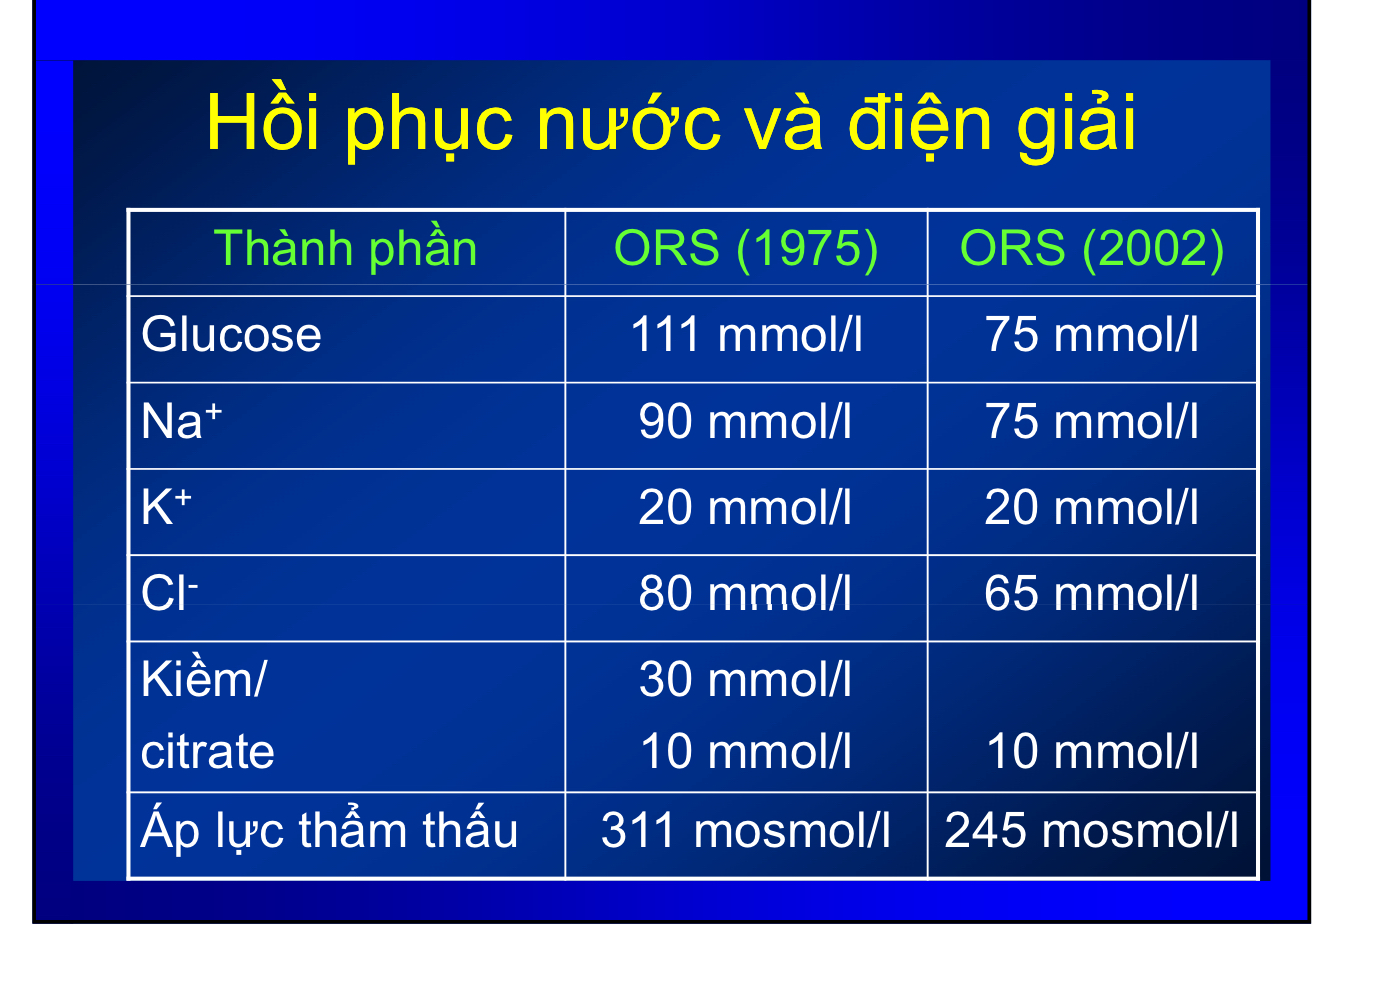 Hồi phục nước và điện giải
Thành phần ORS (1975) ORS (2002)
Glucose 111 mmol/l 75 mmol/l
Na⁺ 90 mmol/l 75 mmol/l
K⁺ 20 mmol/l 20 mmol/l
Cl⁻ 80 mmol/l 65 mmol/l
Kiềm/ 30 mmol/l
citrate 10 mmol/l 10 mmol/l
Áp lực thẩm thấu 311 mosmol/l 245 mosmol/l